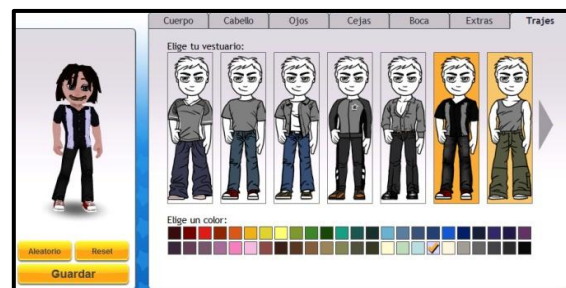 Cuerpo Cabello Ojos Cejas Boca Extras Trajes
Elige tu vestuario:
Elige un color:
Aleatorio Reset
Guardar